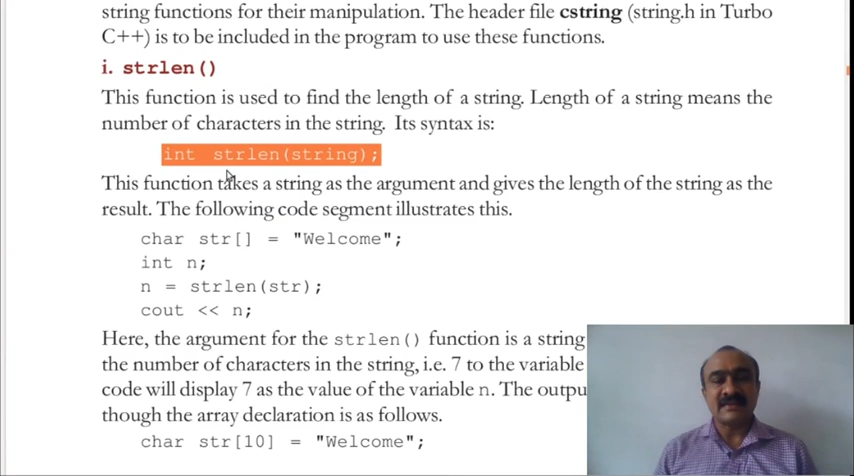 string functions for their manipulation. The header file cstring (string.h in Turbo
C++) is to be included in the program to use these functions.
i. strlen()
This function is used to find the length of a string. Length of a string means the
number of characters in the string. Its syntax is:
int strlen(string);
This function takes a string as the argument and gives the length of the string as the
result. The following code segment illustrates this.
char str[] = "Welcome";
int n;
n = strlen(str);
cout << n;
Here, the argument for the strlen() function is a string
the number of characters in the string, i.e. 7 to the variable
code will display 7 as the value of the variable n. The outpu
though the array declaration is as follows.
char str[10] = "Welcome";